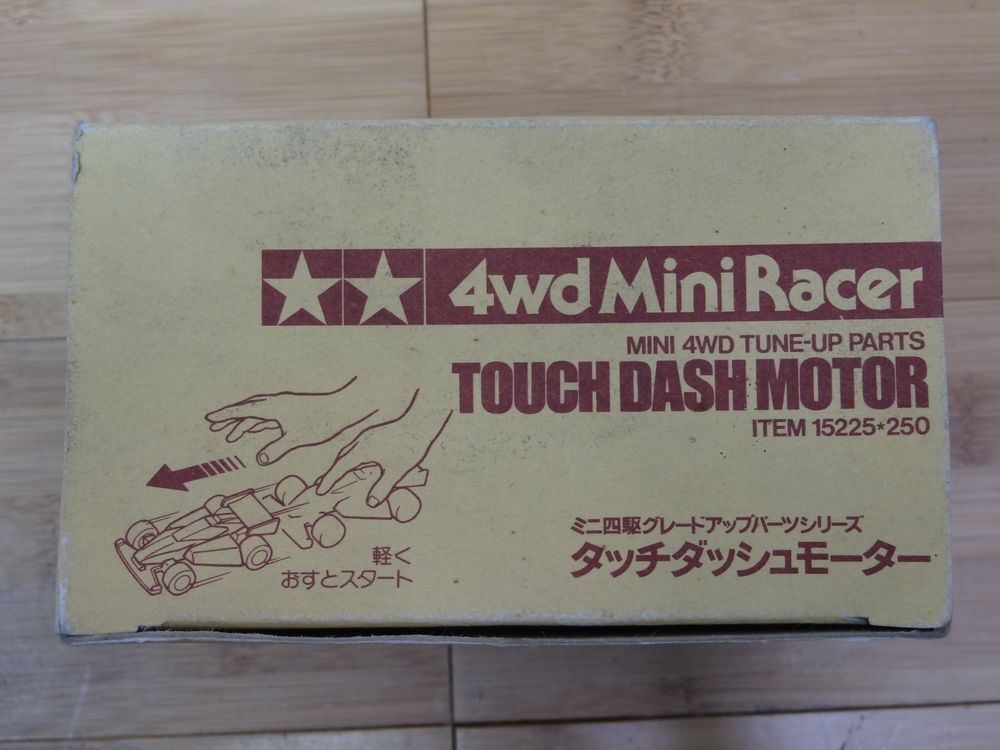 4wd Mini Racer
MINI 4WD TUNE-UP PARTS
TOUCH DASH MOTOR
ITEM 15225*250
ミニ四駆グレードアップパーツシリーズ
タッチダッシュモーター
軽く
おすとスタート